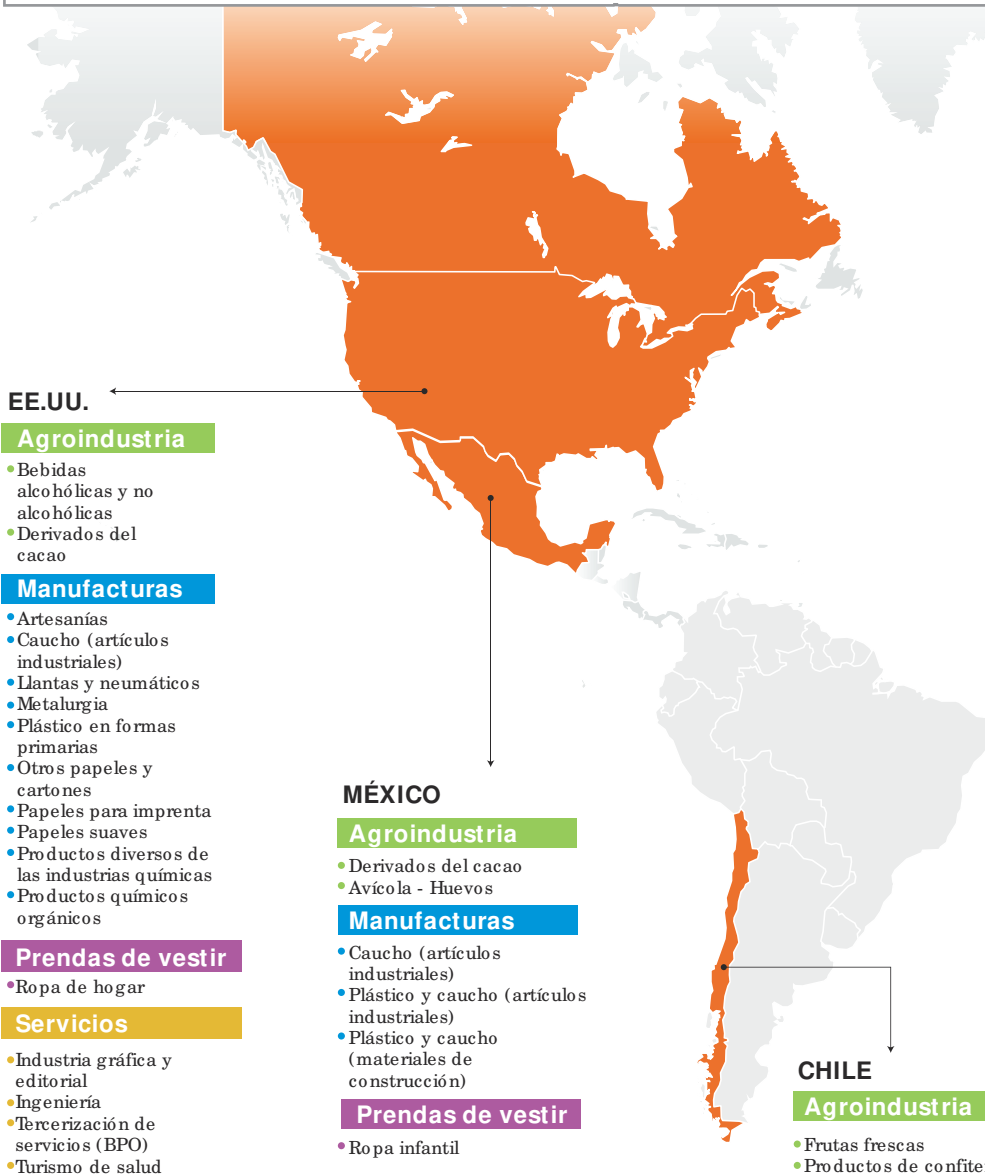 EE.UU.
Agroindustria
•Bebidas
alcohólicas y no
alcohólicas
•Derivados del
cacao
Manufacturas
•Artesanías
•Caucho (artículos
industriales)
•Llantas y neumáticos
•Metalurgia
•Plástico en formas
primarias
•Otros papeles y
cartones
•Papeles para imprenta
•Papeles suaves
•Productos diversos de
las industrias químicas
•Productos químicos
orgánicos
Prendas de vestir
•Ropa de hogar
Servicios
•Industria gráfica y
editorial
•Ingeniería
•Tercerización de
servicios (BPO)
•Turismo de salud
MÉXICO
Agroindustria
•Derivados del cacao
•Avícola - Huevos
Manufacturas
•Caucho (artículos
industriales)
•Plástico y caucho (artículos
industriales)
•Plástico y caucho
(materiales de
construcción)
Prendas de vestir
•Ropa infantil
CHILE
Agroindustria
•Frutas frescas
•Productos de confite